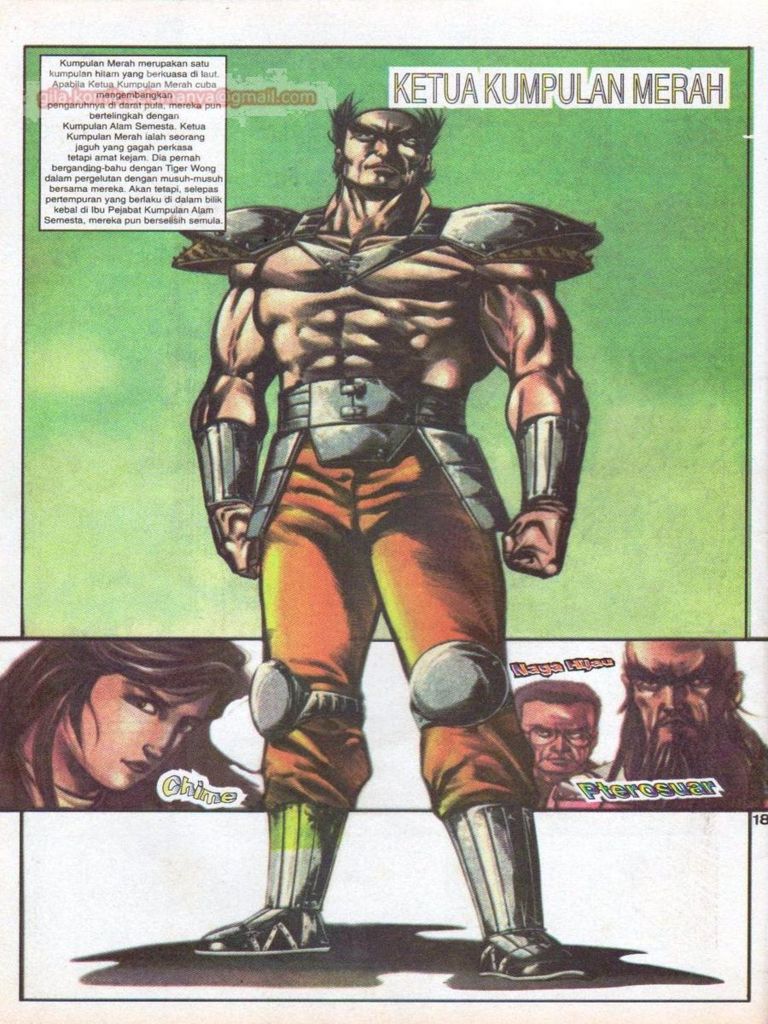 Kumpulan Merah merupakan satu
kumpulan hitam yang berkuasa di laut.
Apabila Ketua Kumpulan Merah cuba
mengembangkan
pengaruhnya di darat pula, mereka pun
bertelingkah dengan
Kumpulan Alam Semesta. Ketua
Kumpulan Merah ialah seorang
jaguh yang gagah perkasa
tetapi amat kejam. Dia pernah
berganding-bahu dengan Tiger Wong
dalam pergelutan dengan musuh-musuh
bersama mereka. Akan tetapi, selepas
pertempuran yang berlaku di dalam bilik
kebal di Ibu Pejabat Kumpulan Alam
Semesta, mereka pun berselisih semula.
KETUA KUMPULAN MERAH
Naga Hijau
Chime
Pterosuar
18